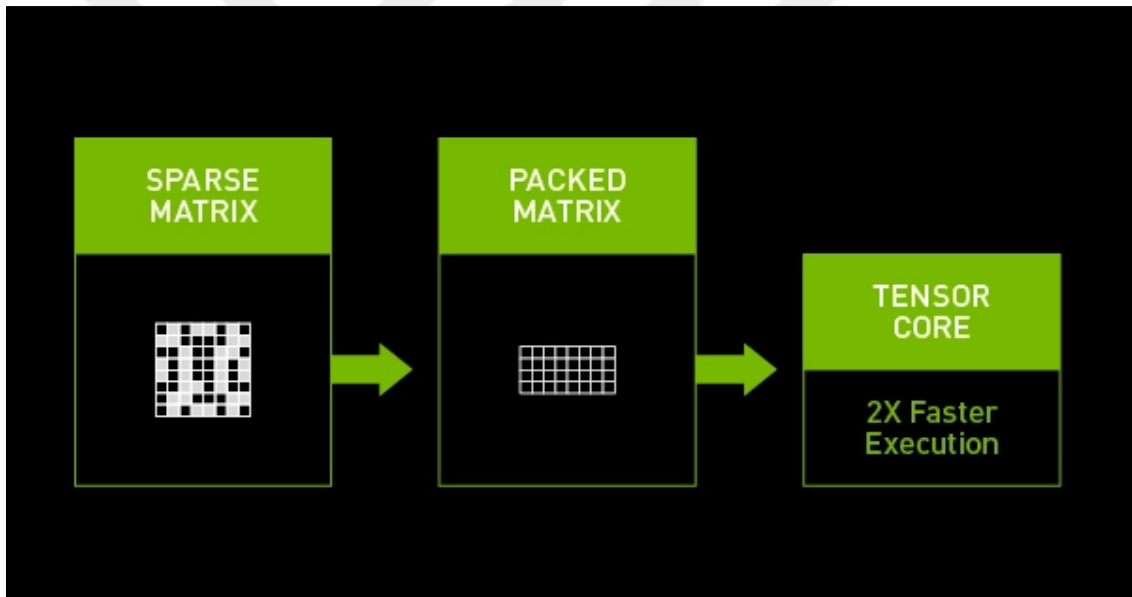 SPARSE
MATRIX
PACKED
MATRIX
TENSOR
CORE
2X Faster
Execution